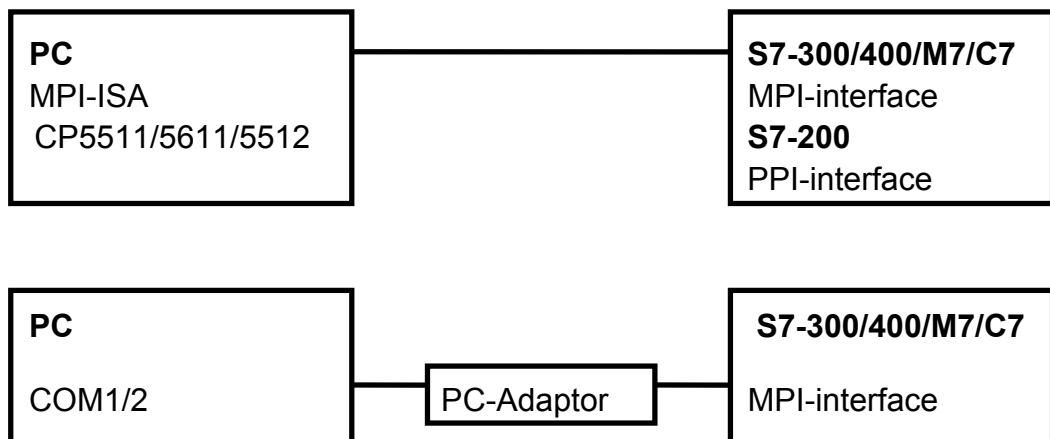 PC
MPI-ISA
CP5511/5611/5512
S7-300/400/M7/C7
MPI-interface
S7-200
PPI-interface
PC
COM1/2
PC-Adaptor
S7-300/400/M7/C7
MPI-interface